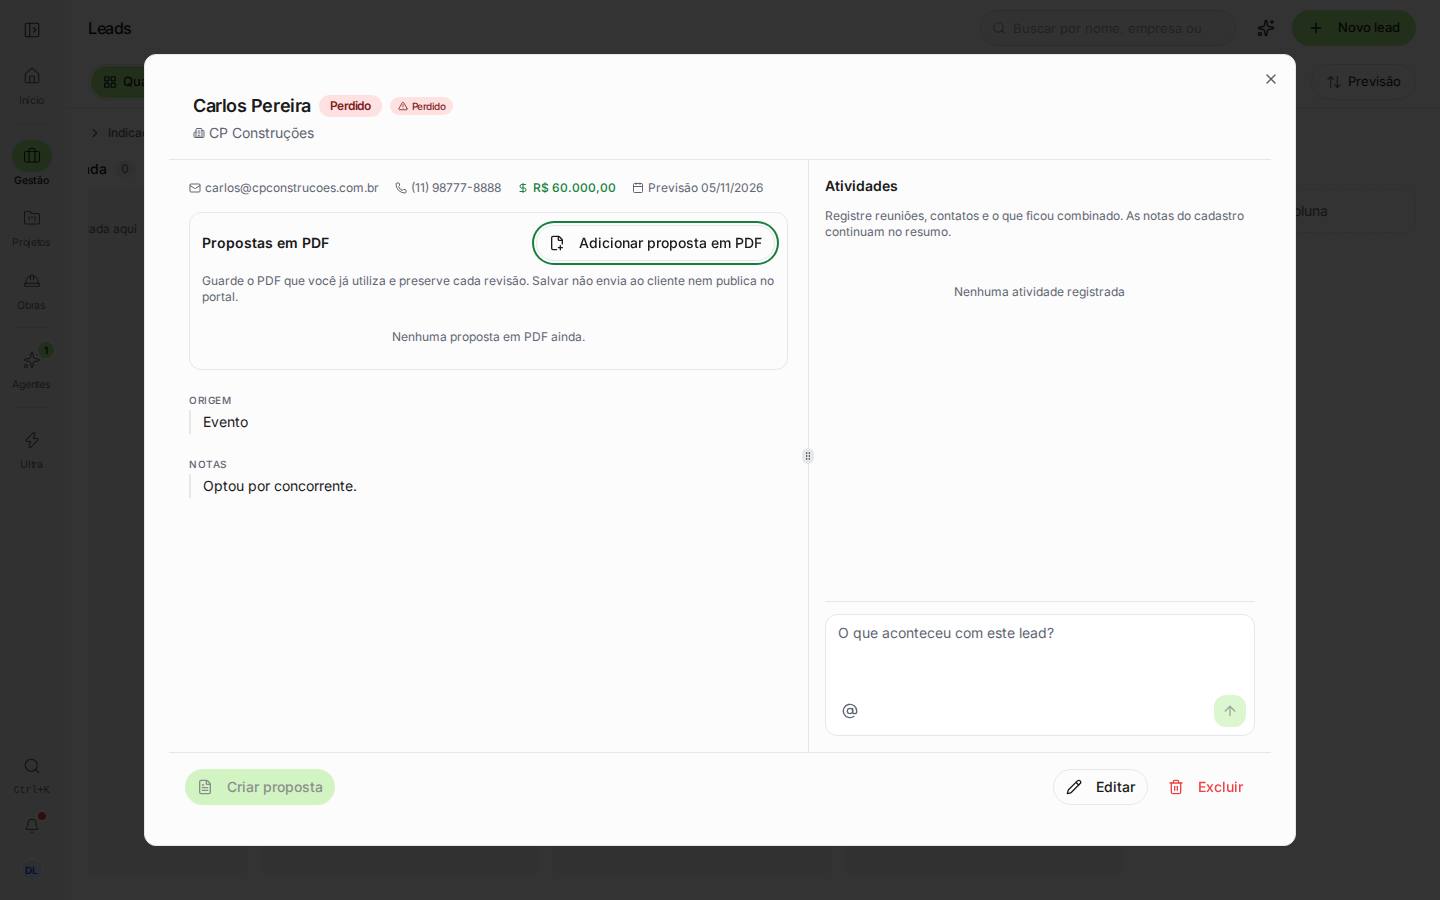 Leads
Buscar por nome, empresa ou
Novo lead
Previsão
Início
Gestão
Projetos
Obras
1
Agentes
Ultra
Ctrl+K
DL
0
Carlos Pereira
Perdido
Perdido
CP Construções
carlos@cpconstrucoes.com.br
(11) 98777-8888
R$ 60.000,00
Previsão 05/11/2026
Propostas em PDF
Adicionar proposta em PDF
Guarde o PDF que você já utiliza e preserve cada revisão. Salvar não envia ao cliente nem publica no
portal.
Nenhuma proposta em PDF ainda.
ORIGEM
Evento
NOTAS
Optou por concorrente.
Atividades
Registre reuniões, contatos e o que ficou combinado. As notas do cadastro
continuam no resumo.
Nenhuma atividade registrada
O que aconteceu com este lead?
Criar proposta
Editar
Excluir